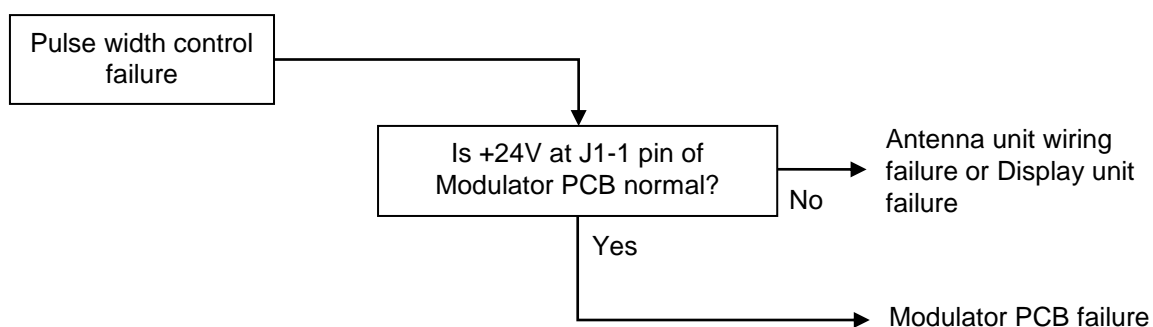 Pulse width control
failure
Is +24V at J1-1 pin of
Modulator PCB normal?
Antenna unit wiring
failure or Display unit
failure
No
Yes
Modulator PCB failure